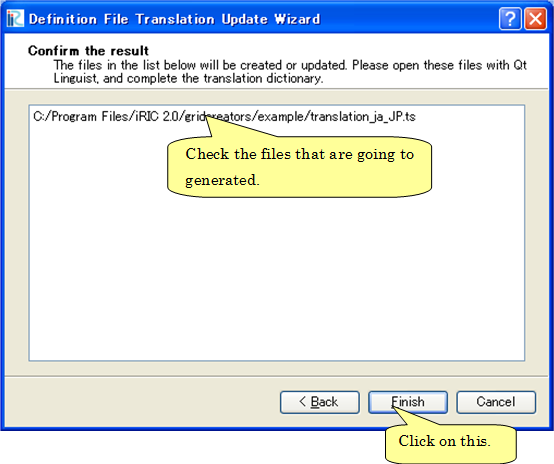 Definition File Translation Update Wizard
Confirm the result
The files in the list below will be created or updated. Please open these files with Qt
Linguist, and complete the translation dictionary.
C:/Program Files/iRIC 2.0/gridcreators/example/translation_ja_JP.ts
Check the files that are going to
generated.
< Back
Finish
Cancel
Click on this.